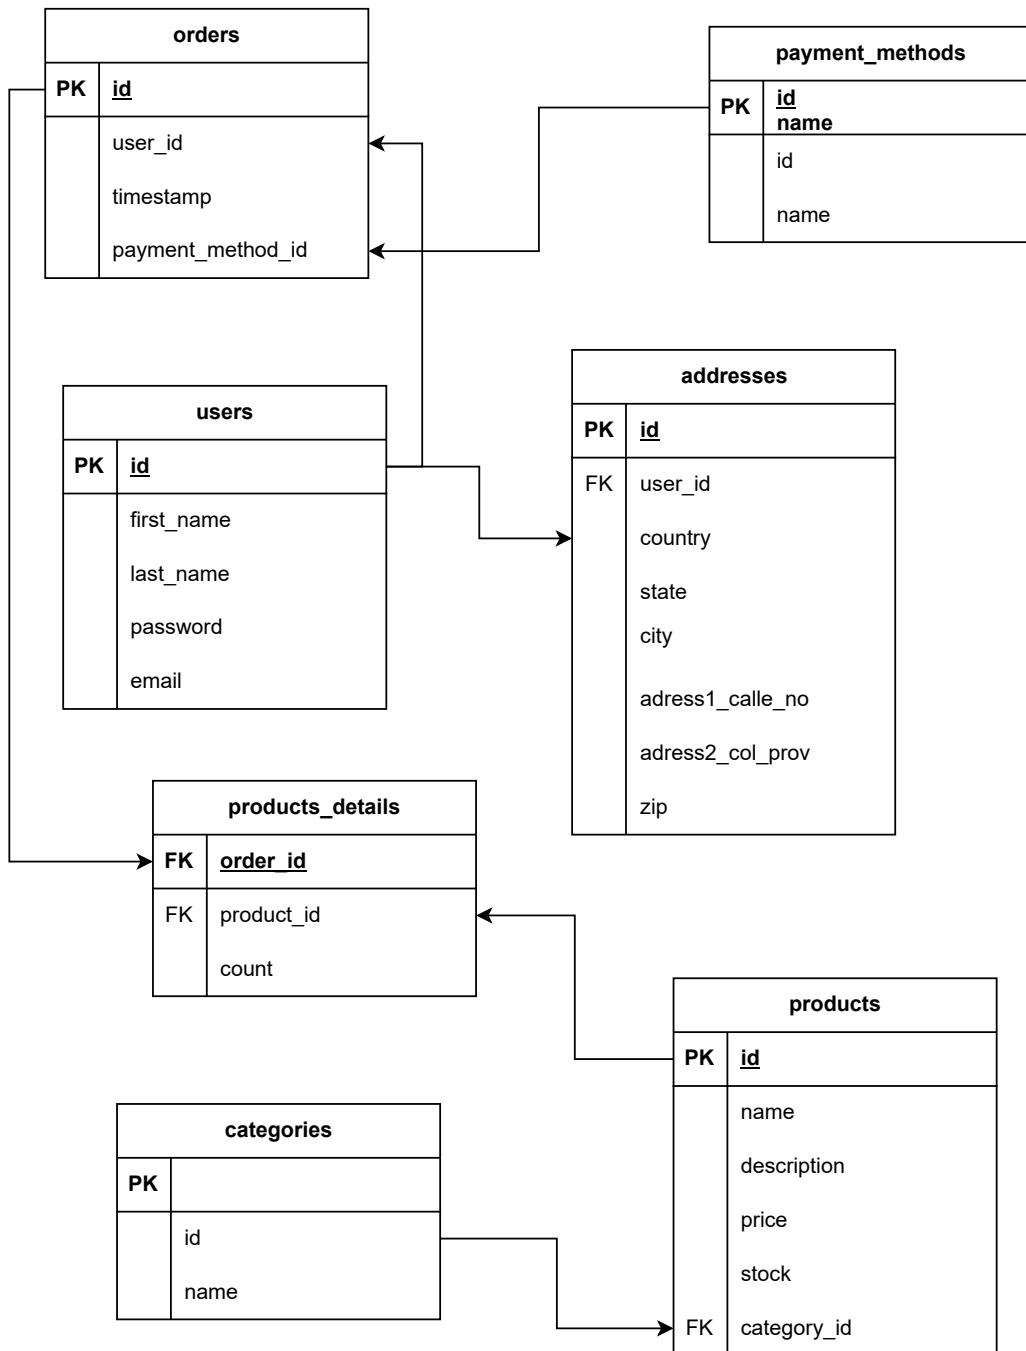 orders
PK id
user_id
timestamp
payment_method_id
payment_methods
PK id
name
id
name
users
PK id
first_name
last_name
password
email
addresses
PK id
FK user_id
country
state
city
adress1_calle_no
adress2_col_prov
zip
products_details
FK order_id
FK product_id
count
products
PK id
name
description
price
stock
FK category_id
categories
PK
id
name